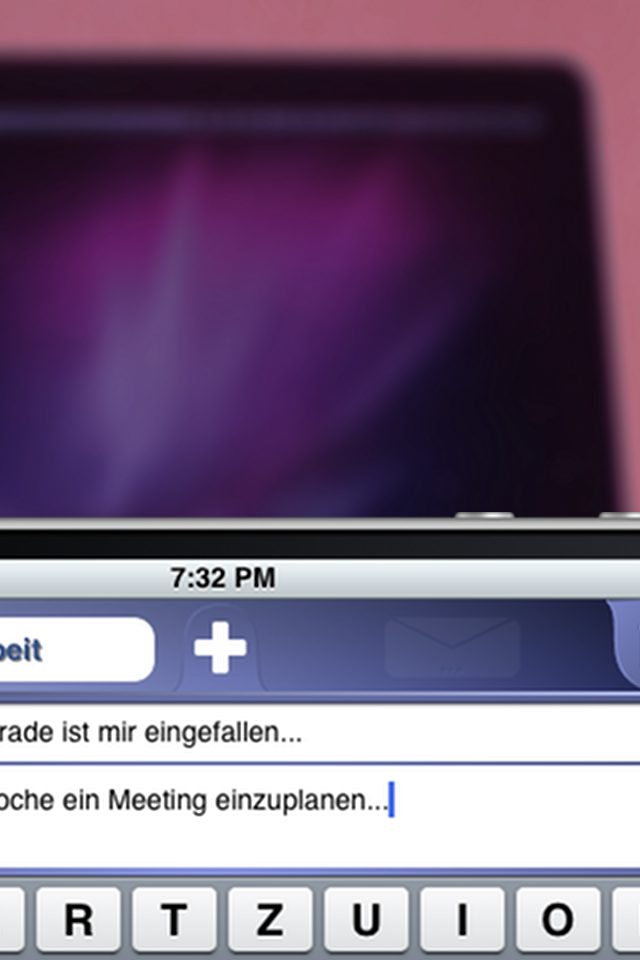 7:32 PM
beit
rade ist mir eingefallen...
oche ein Meeting einzuplanen...
R T Z U I O